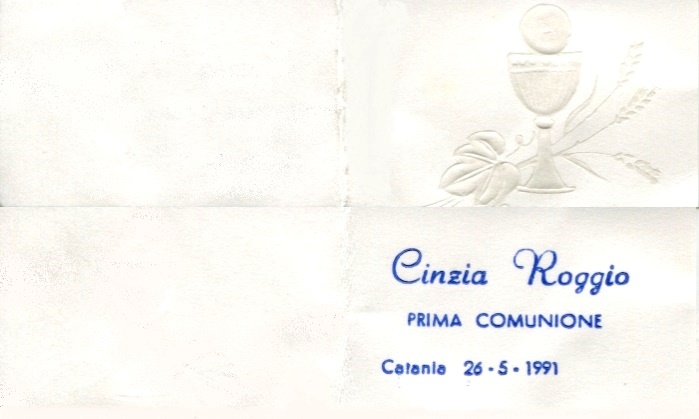 Cinzia Roggio
PRIMA COMUNIONE
Catania 26-5-1991